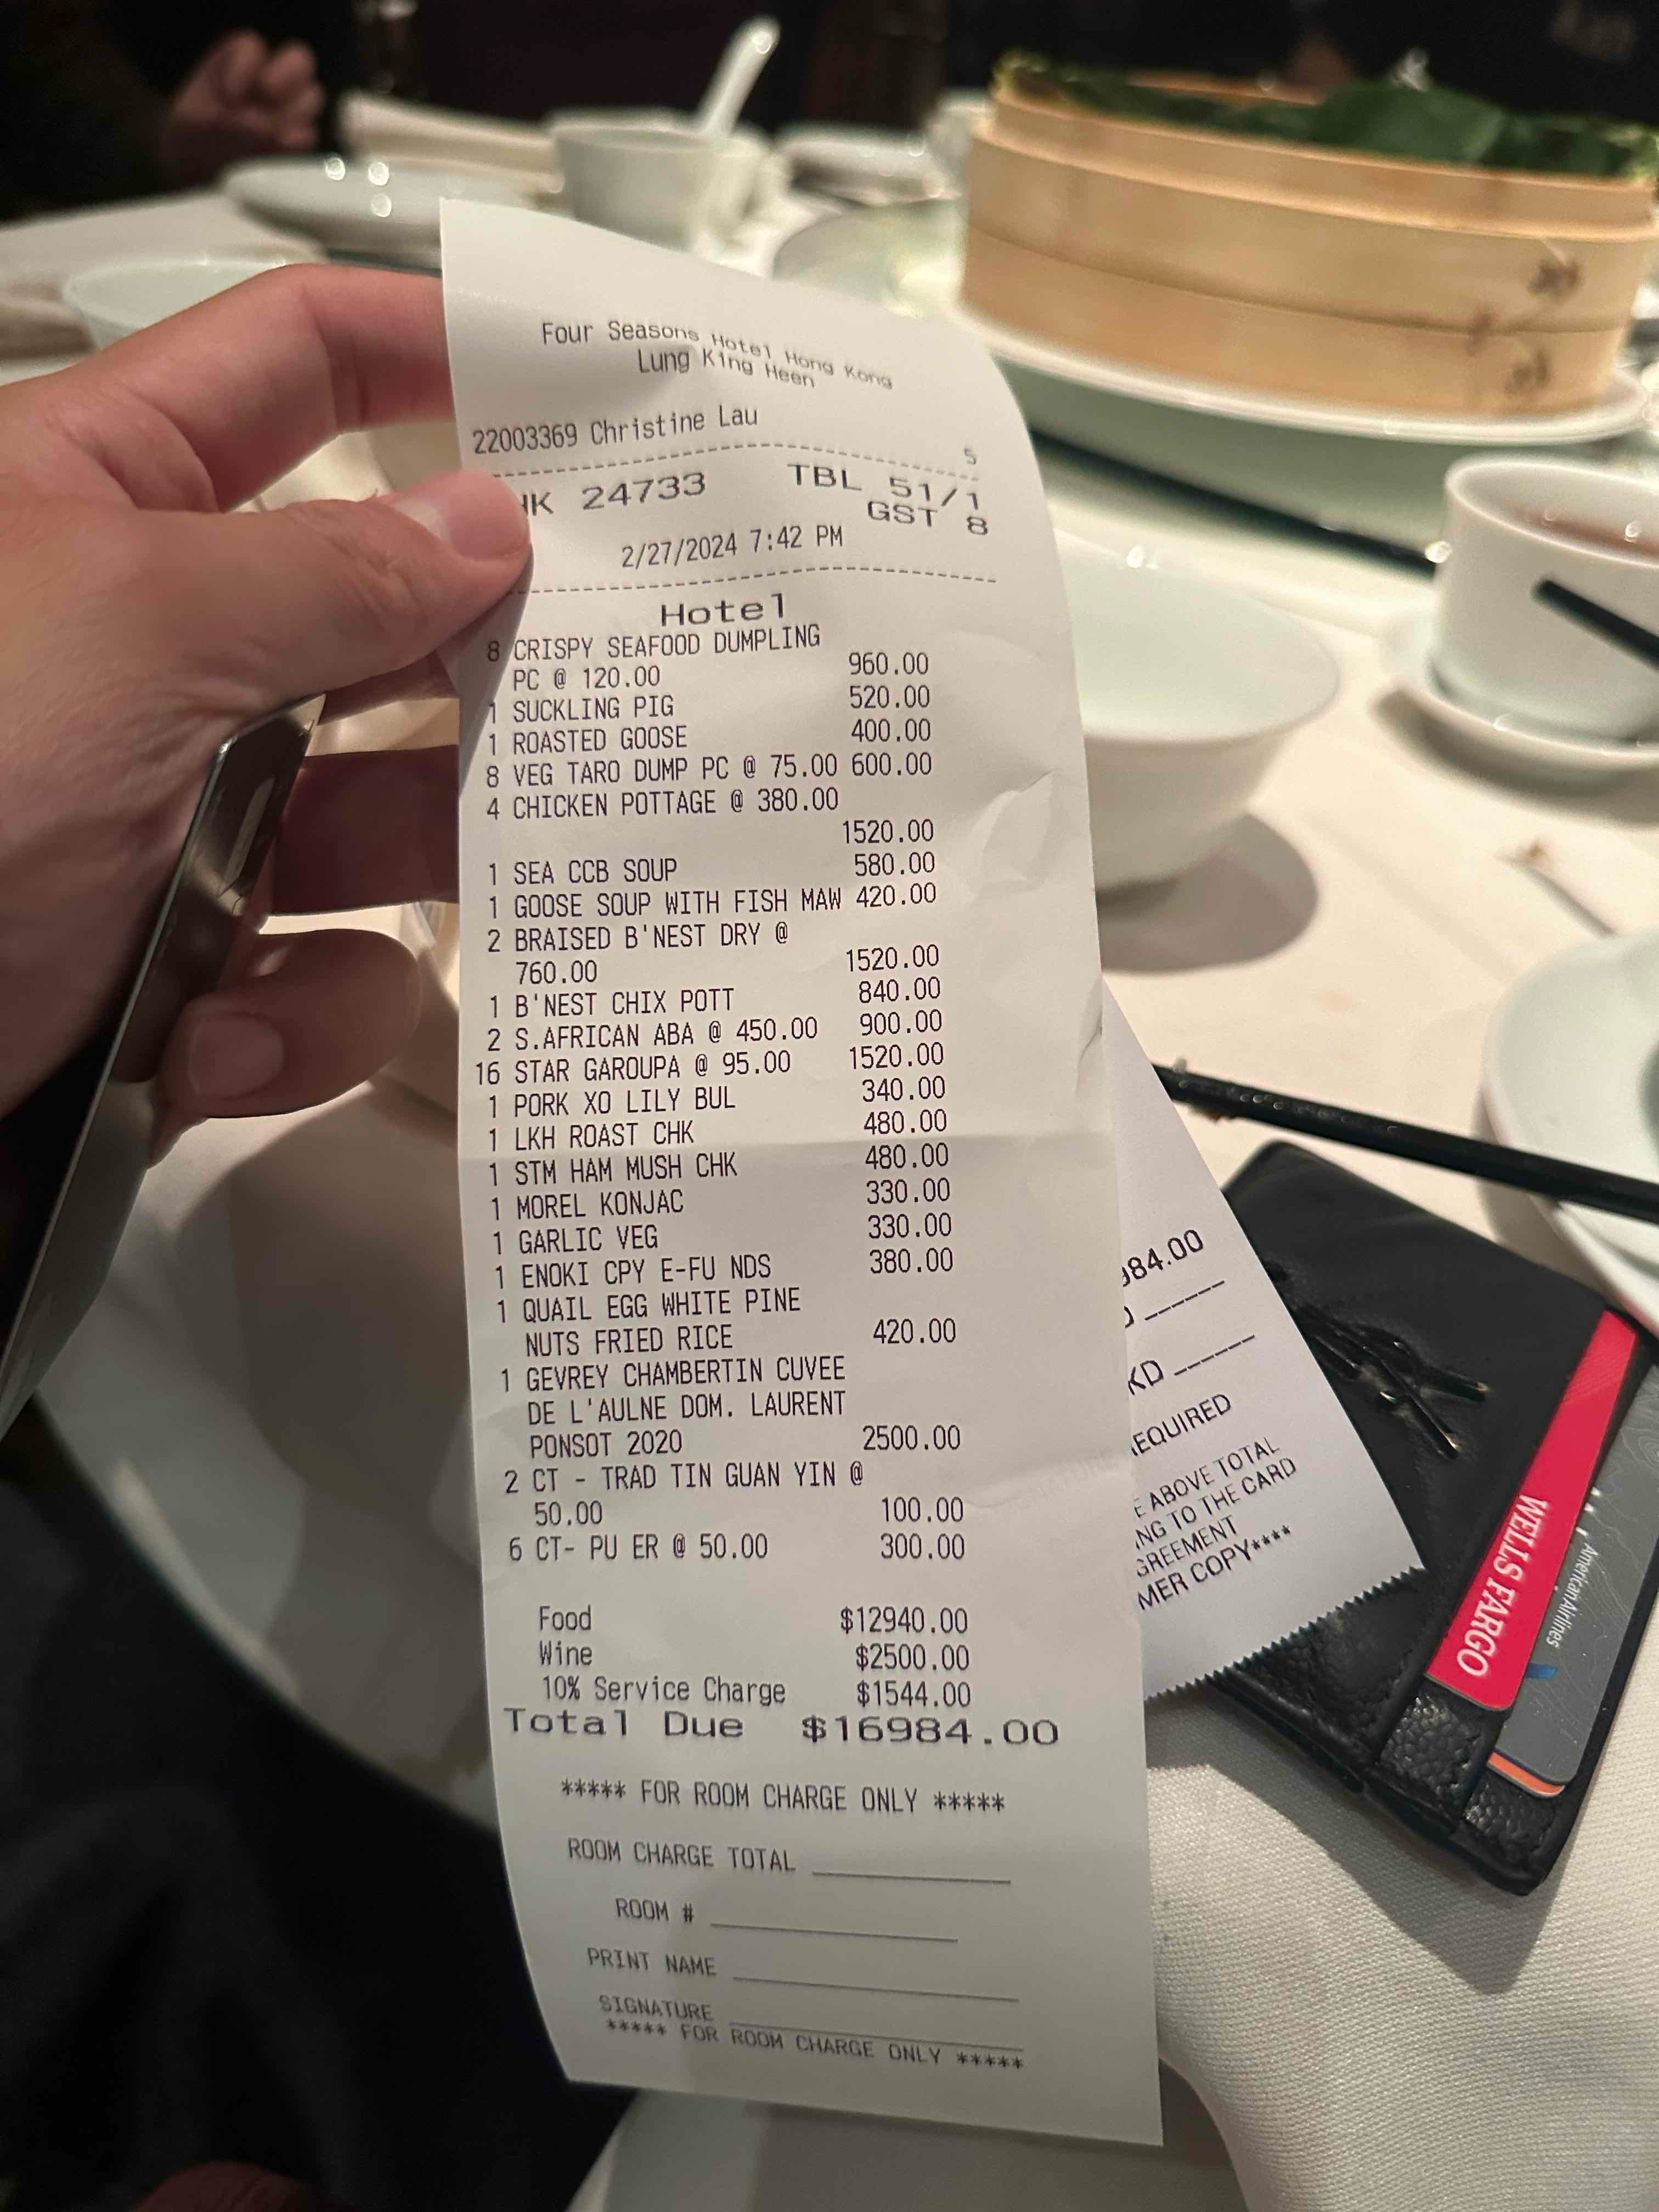 Four Seasons Hotel Hong Kong
Lung King Heen
22003369 Christine Lau
5
HK 24733 TBL 51/1
GST 8
2/27/2024 7:42 PM
Hotel
8 CRISPY SEAFOOD DUMPLING
PC @ 120.00 960.00
1 SUCKLING PIG 520.00
1 ROASTED GOOSE 400.00
8 VEG TARO DUMP PC @ 75.00 600.00
4 CHICKEN POTTAGE @ 380.00
1520.00
1 SEA CCB SOUP 580.00
1 GOOSE SOUP WITH FISH MAW 420.00
2 BRAISED B'NEST DRY @
760.00 1520.00
1 B'NEST CHIX POTT 840.00
2 S.AFRICAN ABA @ 450.00 900.00
16 STAR GAROUPA @ 95.00 1520.00
1 PORK XO LILY BUL 340.00
1 LKH ROAST CHK 480.00
1 STM HAM MUSH CHK 480.00
1 MOREL KONJAC 330.00
1 GARLIC VEG 330.00
1 ENOKI CPY E-FU NDS 380.00
1 QUAIL EGG WHITE PINE
NUTS FRIED RICE 420.00
1 GEVREY CHAMBERTIN CUVEE
DE L'AULNE DOM. LAURENT
PONSOT 2020 2500.00
2 CT - TRAD TIN GUAN YIN @
50.00 100.00
6 CT- PU ER @ 50.00 300.00
Food $12940.00
Wine $2500.00
10% Service Charge $1544.00
Total Due $16984.00
***** FOR ROOM CHARGE ONLY *****
ROOM CHARGE TOTAL
ROOM #
PRINT NAME
SIGNATURE
***** FOR ROOM CHARGE ONLY *****
984.00
KD
EQUIRED
E ABOVE TOTAL
ING TO THE CARD
GREEMENT
MER COPY****
WELLS FARGO
AmericanAirlines